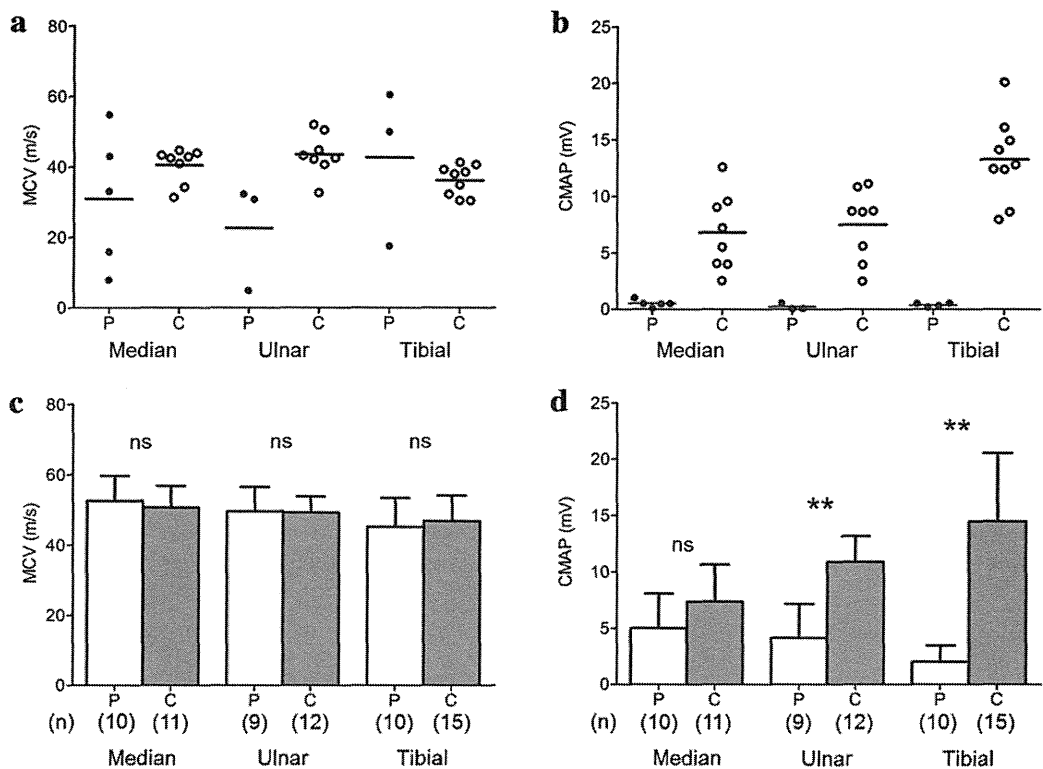 a
80
60
40
20
0
MCV (m/s)
P C P C P C
Median Ulnar Tibial
b
25
20
15
10
5
0
CMAP (mV)
P C P C P C
Median Ulnar Tibial
c
80
60
40
20
0
MCV (m/s)
ns ns ns
P C P C P C
(n) (10) (11) (9) (12) (10) (15)
Median Ulnar Tibial
d
25
20
15
10
5
0
CMAP (mV)
ns ** **
P C P C P C
(n) (10) (11) (9) (12) (10) (15)
Median Ulnar Tibial